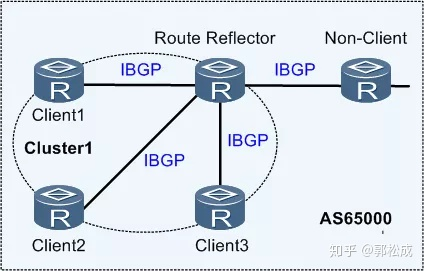 Route Reflector
Non-Client
IBGP
IBGP
R
R
R
Client1
Cluster1
IBGP
IBGP
R
R
AS65000
Client2
Client3
知乎 @郭松成